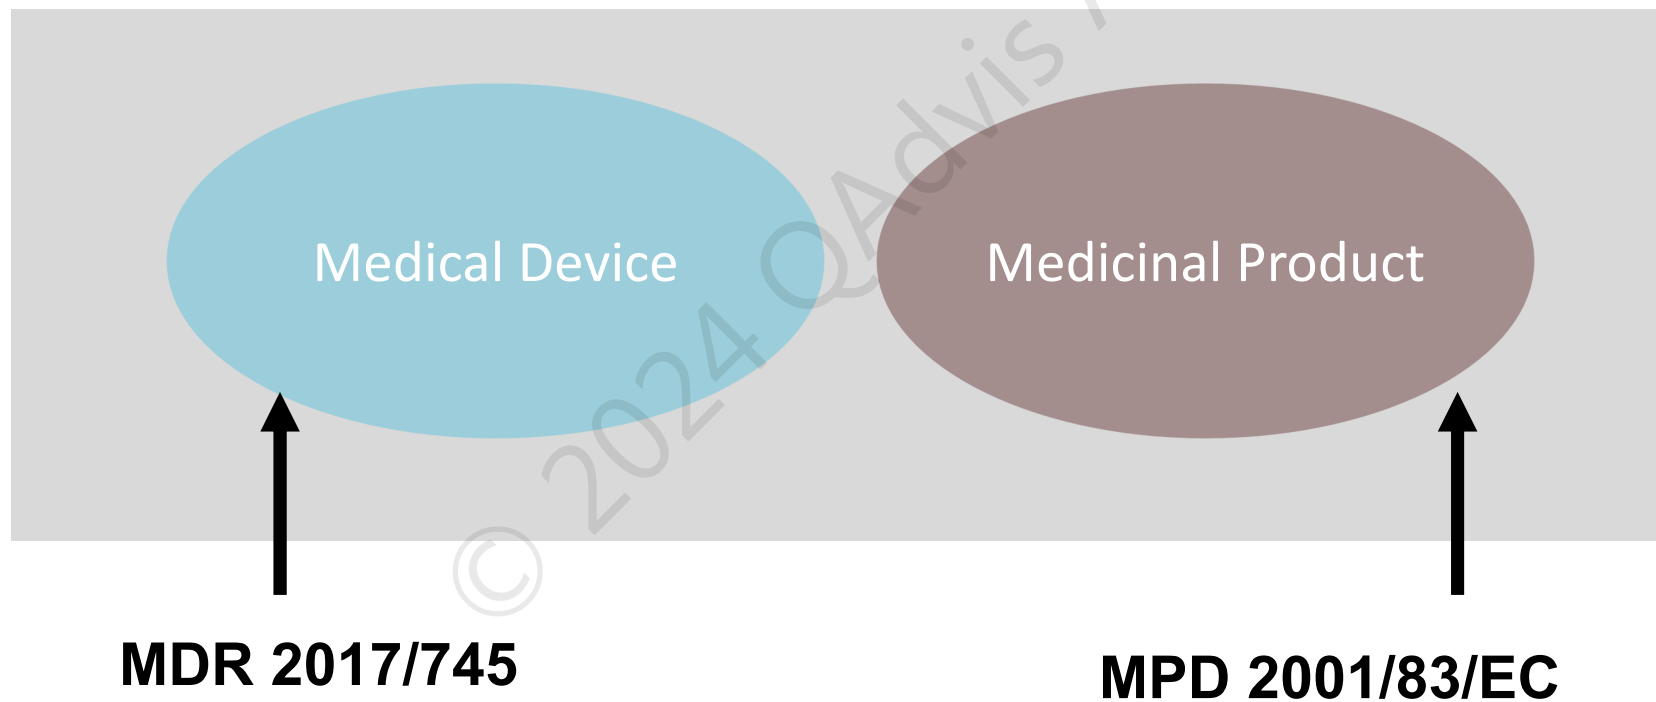 Medical Device
Medicinal Product
MDR 2017/745
MPD 2001/83/EC
© 2024 QAdvis